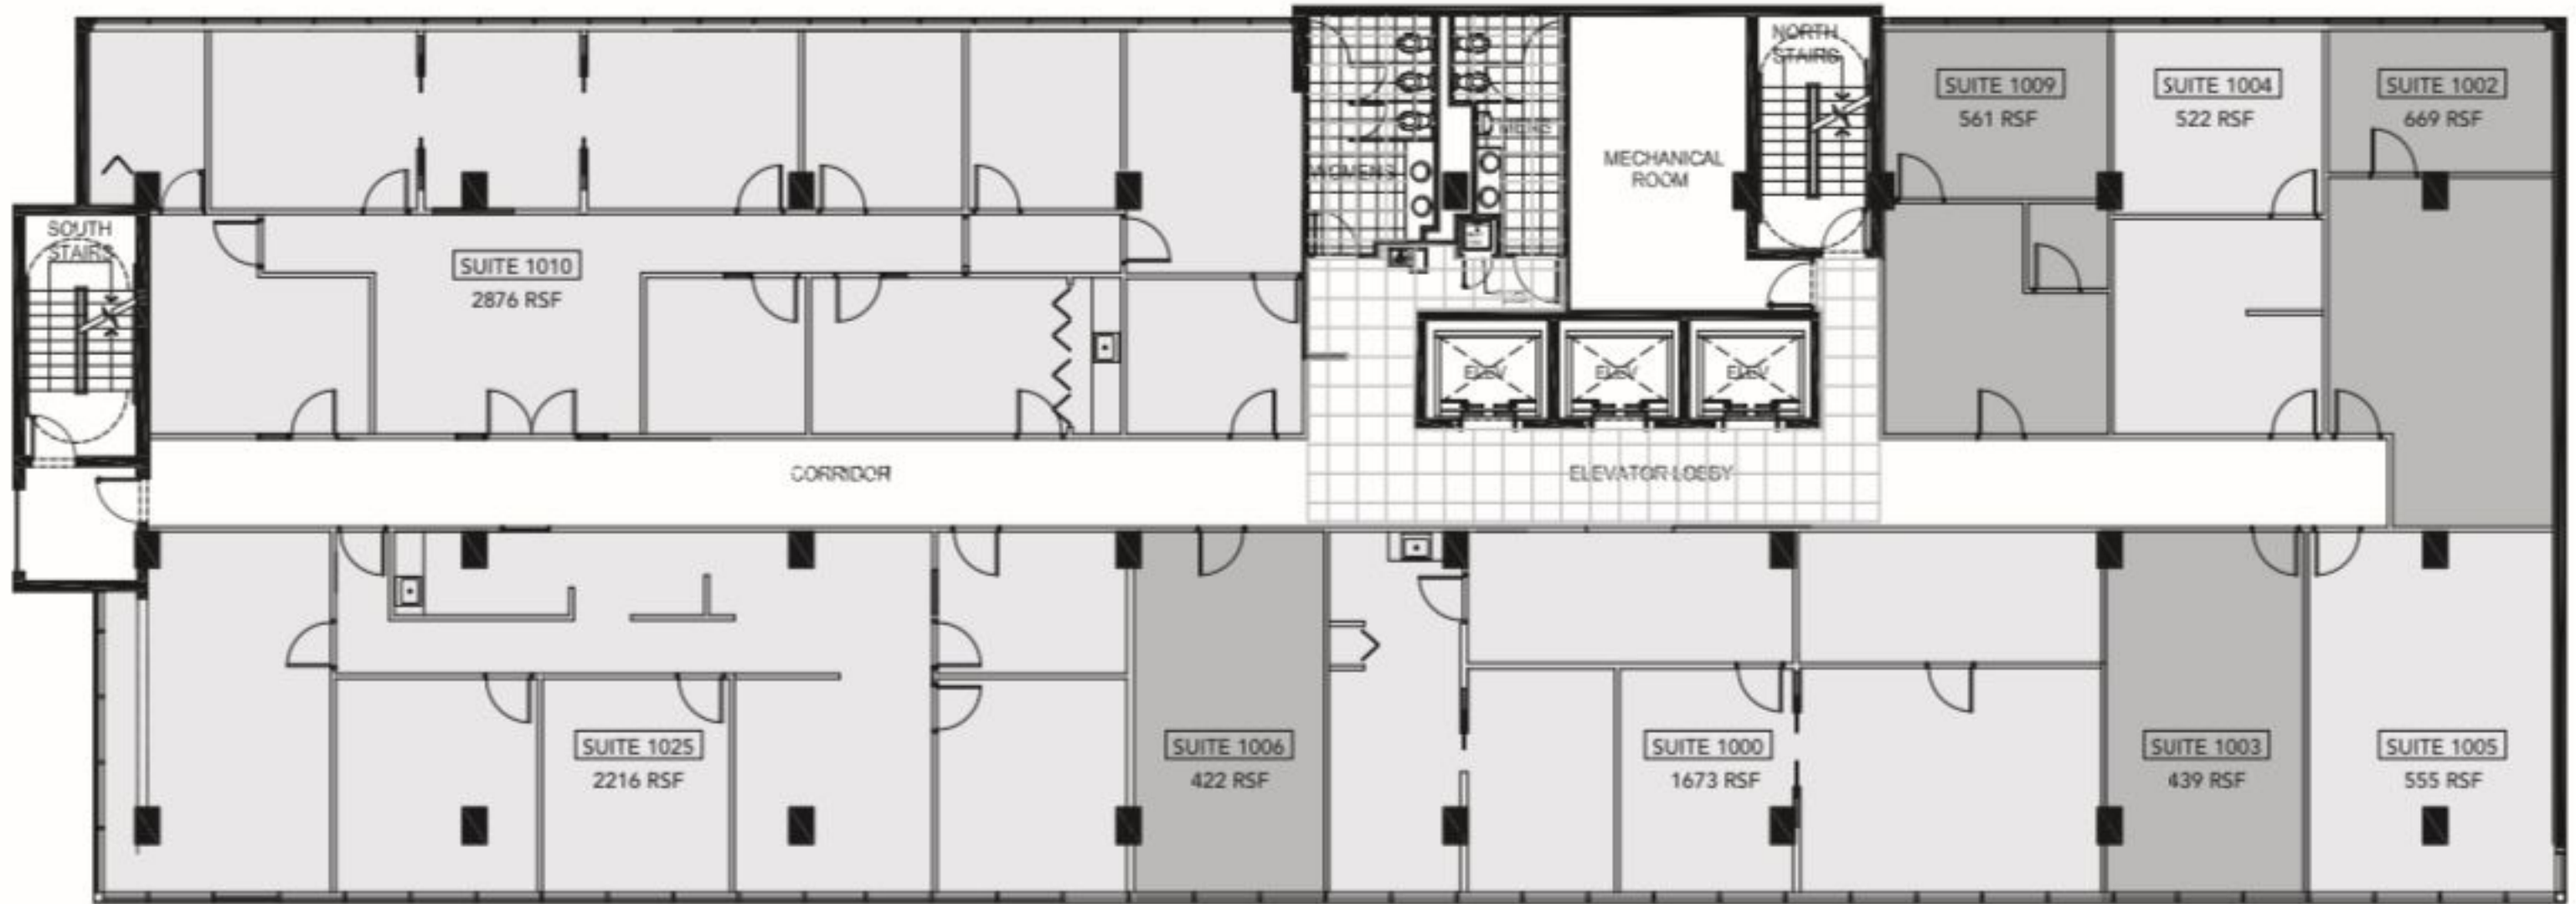 NORTH
STAIRS
SUITE 1009
561 RSF
SUITE 1004
522 RSF
SUITE 1002
669 RSF
MENS
WOMENS
MECHANICAL
ROOM
SOUTH
STAIRS
SUITE 1010
2876 RSF
ELEV
ELEV
ELEV
CORRIDOR
ELEVATOR LOBBY
SUITE 1025
2216 RSF
SUITE 1006
422 RSF
SUITE 1000
1673 RSF
SUITE 1003
439 RSF
SUITE 1005
555 RSF